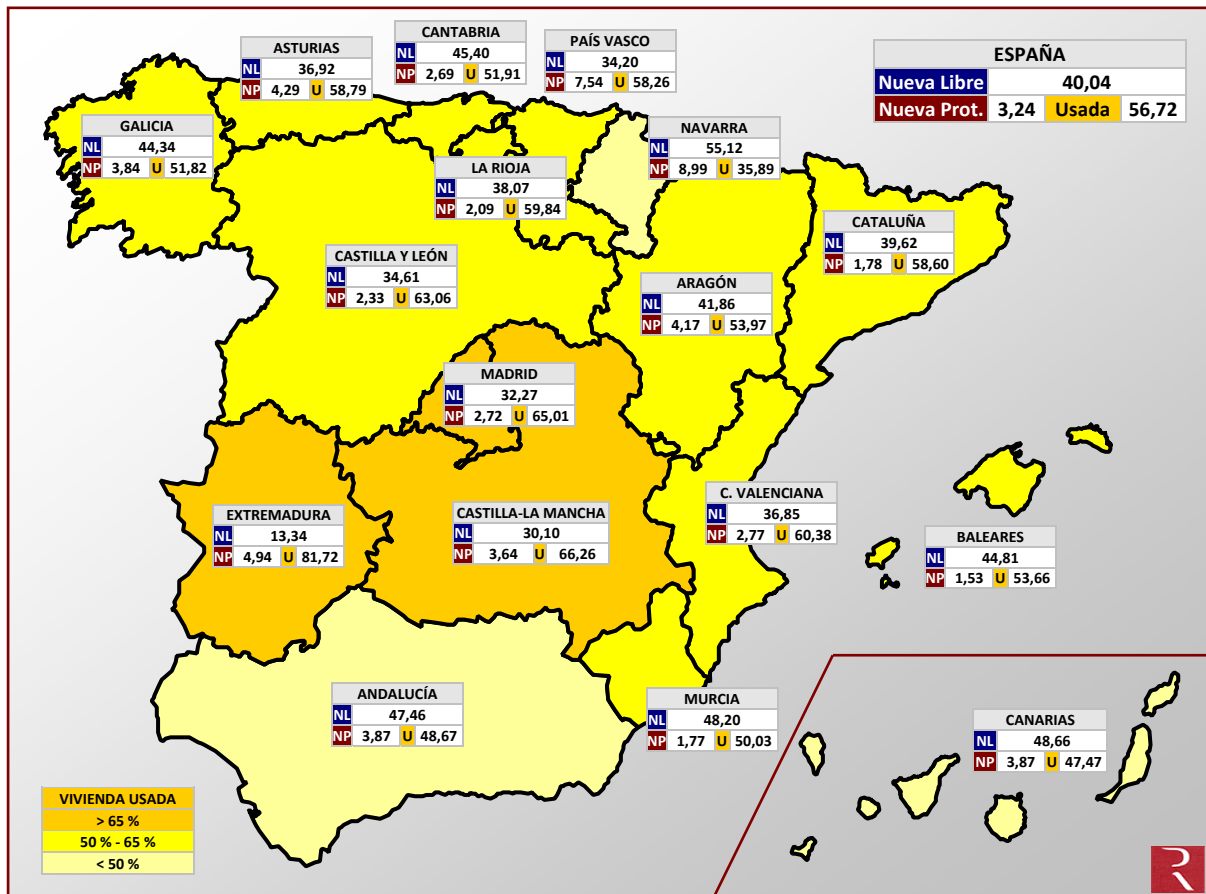 ASTURIAS
NL 36,92
NP 4,29 U 58,79
CANTABRIA
NL 45,40
NP 2,69 U 51,91
PAÍS VASCO
NL 34,20
NP 7,54 U 58,26
ESPAÑA
Nueva Libre 40,04
Nueva Prot. 3,24 Usada 56,72
GALICIA
NL 44,34
NP 3,84 U 51,82
NAVARRA
NL 55,12
NP 8,99 U 35,89
LA RIOJA
NL 38,07
NP 2,09 U 59,84
CATALUÑA
NL 39,62
NP 1,78 U 58,60
CASTILLA Y LEÓN
NL 34,61
NP 2,33 U 63,06
ARAGÓN
NL 41,86
NP 4,17 U 53,97
MADRID
NL 32,27
NP 2,72 U 65,01
EXTREMADURA
NL 13,34
NP 4,94 U 81,72
CASTILLA-LA MANCHA
NL 30,10
NP 3,64 U 66,26
C. VALENCIANA
NL 36,85
NP 2,77 U 60,38
BALEARES
NL 44,81
NP 1,53 U 53,66
ANDALUCÍA
NL 47,46
NP 3,87 U 48,67
MURCIA
NL 48,20
NP 1,77 U 50,03
CANARIAS
NL 48,66
NP 3,87 U 47,47
VIVIENDA USADA
> 65 %
50 % - 65 %
< 50 %
R